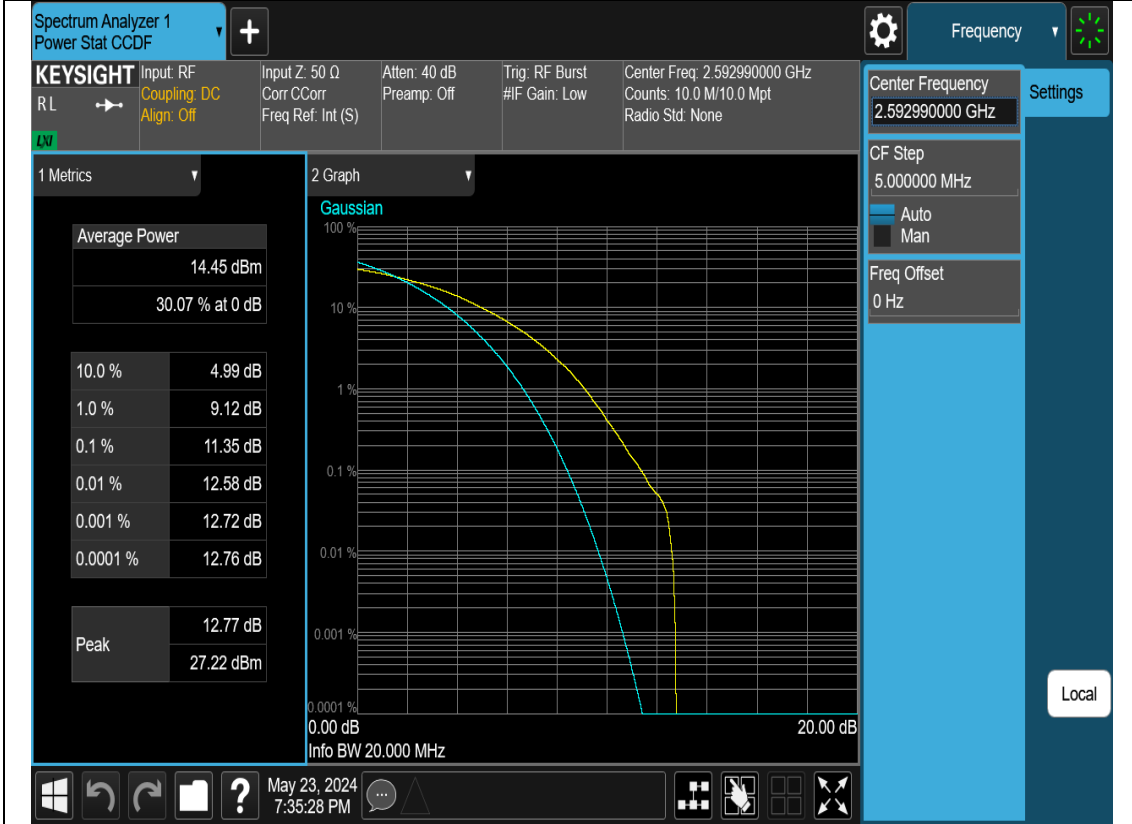 Spectrum Analyzer 1
Power Stat CCDF
+
Frequency
KEYSIGHT
RL
LXI
Input: RF
Coupling: DC
Align: Off
Input Z: 50 Ω
Corr CCorr
Freq Ref: Int (S)
Atten: 40 dB
Preamp: Off
Trig: RF Burst
#IF Gain: Low
Center Freq: 2.592990000 GHz
Counts: 10.0 M/10.0 Mpt
Radio Std: None
1 Metrics
Average Power
14.45 dBm
30.07 % at 0 dB
10.0 % 4.99 dB
1.0 % 9.12 dB
0.1 % 11.35 dB
0.01 % 12.58 dB
0.001 % 12.72 dB
0.0001 % 12.76 dB
Peak
12.77 dB
27.22 dBm
2 Graph
Gaussian
100 %
10 %
1 %
0.1 %
0.01 %
0.001 %
0.0001 %
0.00 dB 20.00 dB
Info BW 20.000 MHz
Center Frequency
2.592990000 GHz
CF Step
5.000000 MHz
Auto
Man
Freq Offset
0 Hz
Settings
Local
?
May 23, 2024
7:35:28 PM